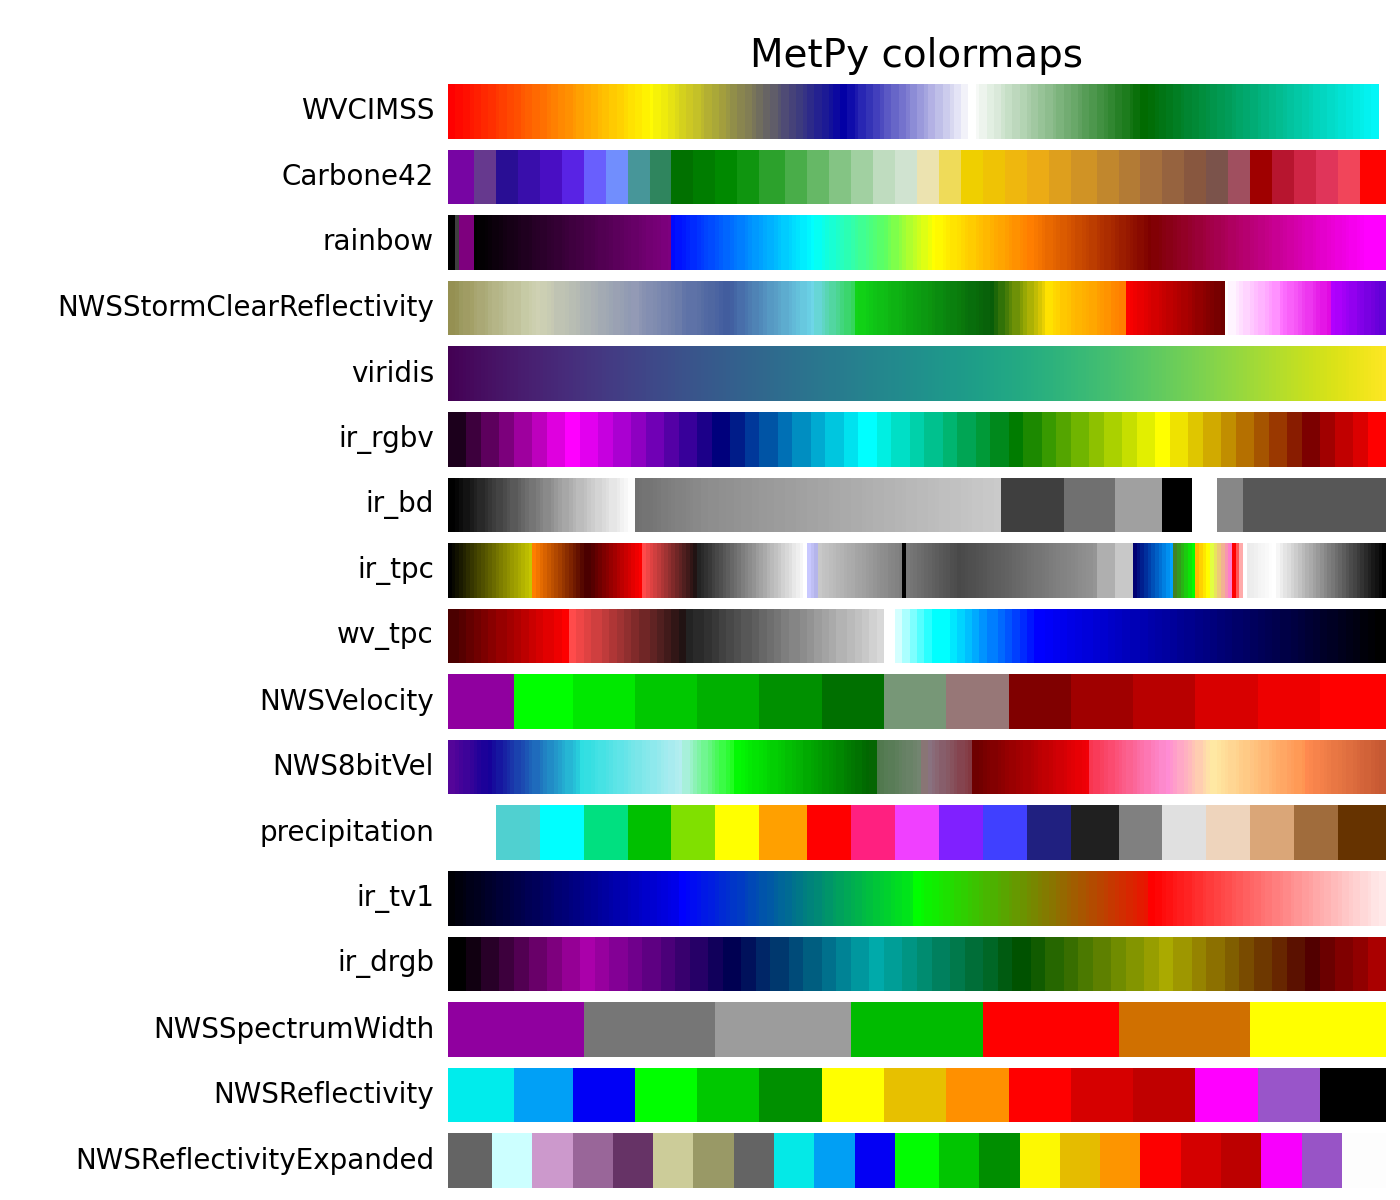 MetPy colormaps
WVCIMSS
Carbone42
rainbow
NWSStormClearReflectivity
viridis
ir_rgbv
ir_bd
ir_tpc
wv_tpc
NWSVelocity
NWS8bitVel
precipitation
ir_tv1
ir_drgb
NWSSpectrumWidth
NWSReflectivity
NWSReflectivityExpanded